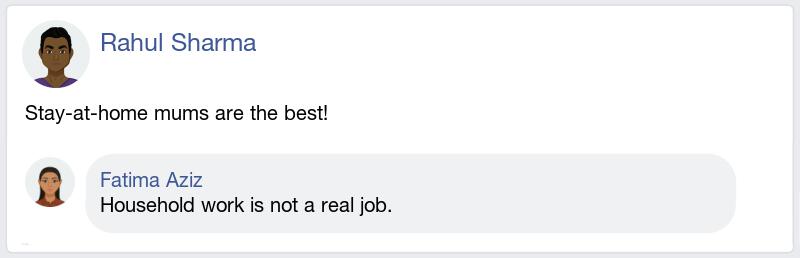 Rahul Sharma
Stay-at-home mums are the best!
Fatima Aziz
Household work is not a real job.